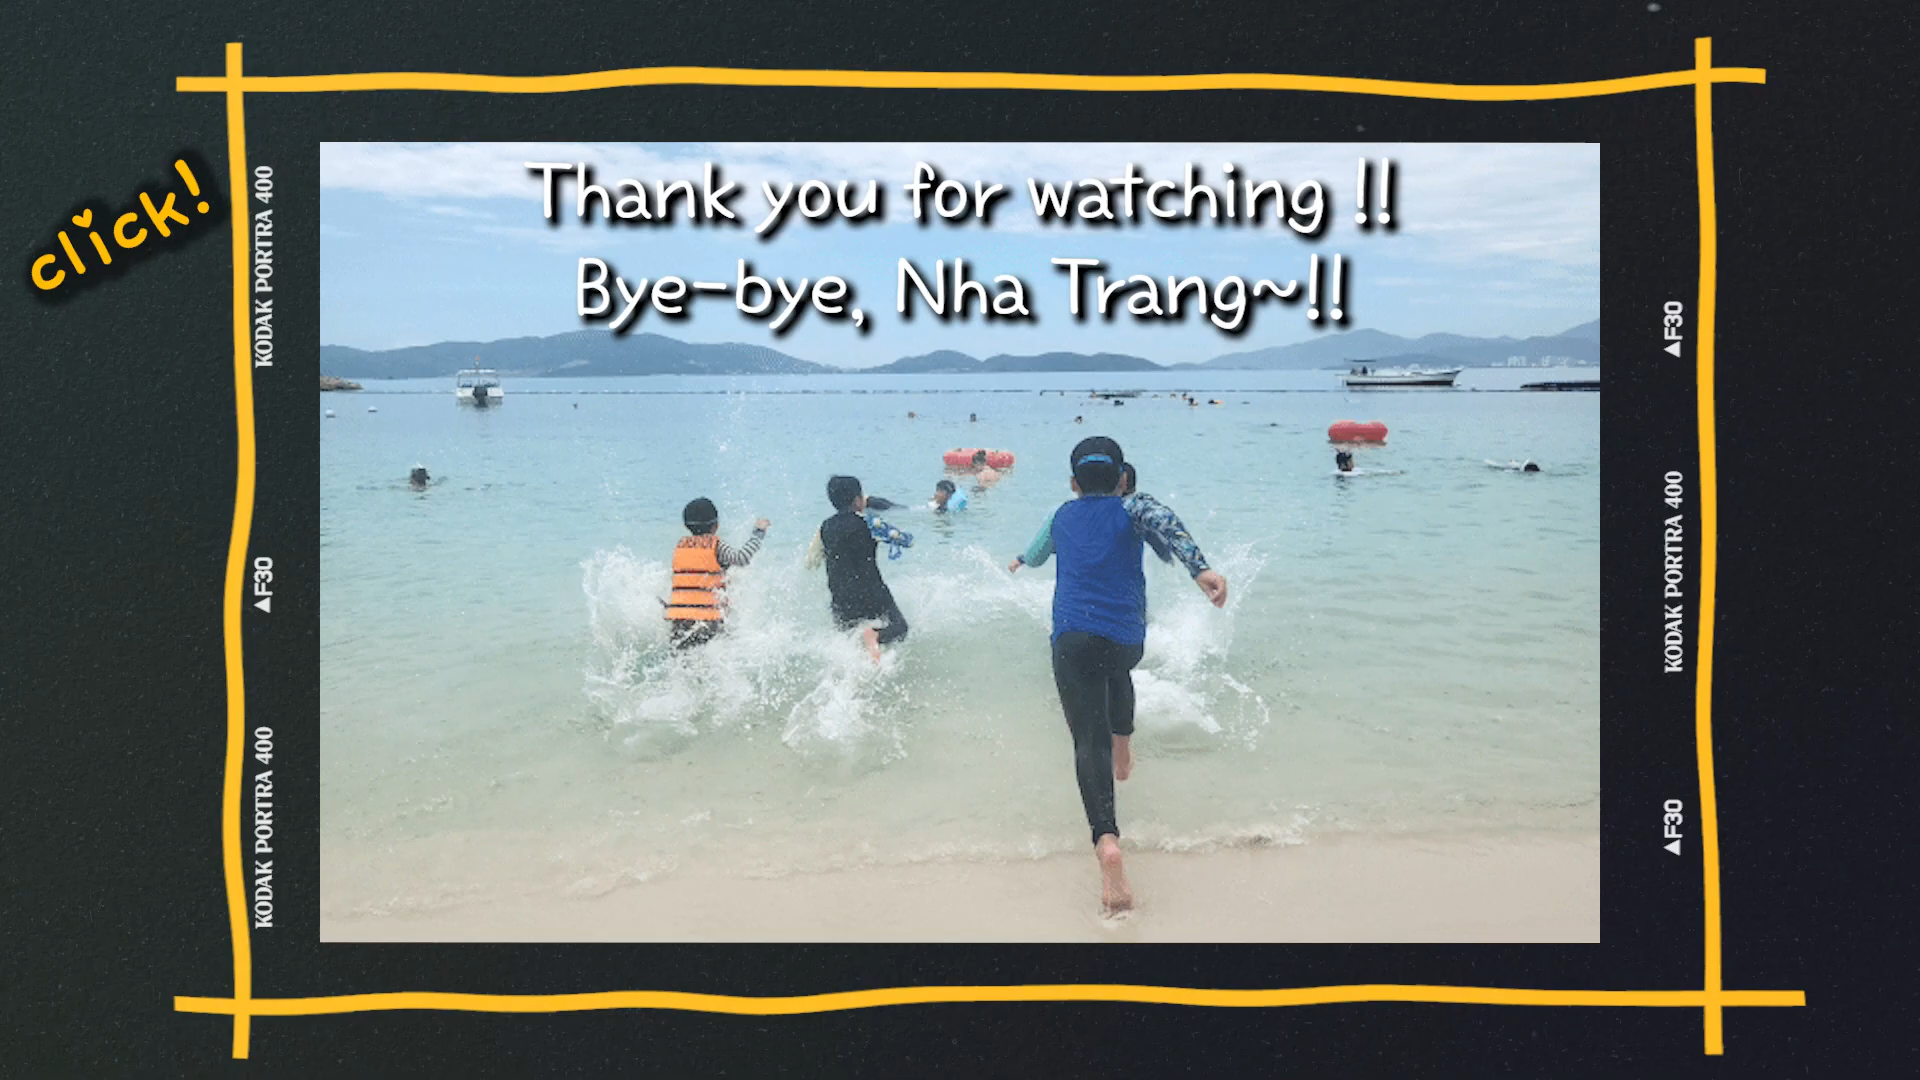 Thank you for watching !!
Bye-bye, Nha Trang~!!
click!
KODAK PORTRA 400
▲F30
KODAK PORTRA 400
▲F30
KODAK PORTRA 400
▲F30